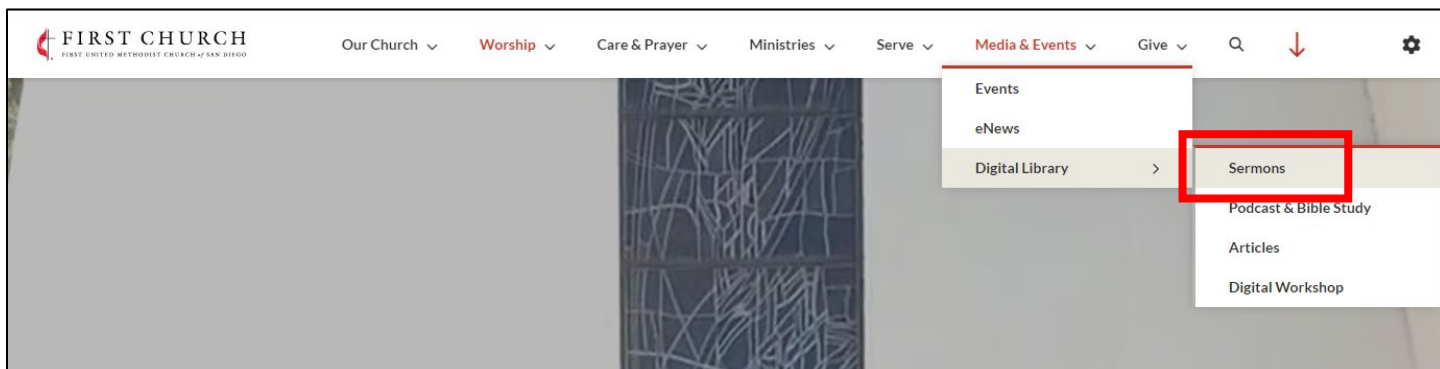 FIRST CHURCH
FIRST UNITED METHODIST CHURCH of SAN DIEGO
Our Church Worship Care & Prayer Ministries Serve Media & Events Give
Events
eNews
Digital Library
Sermons
Podcast & Bible Study
Articles
Digital Workshop